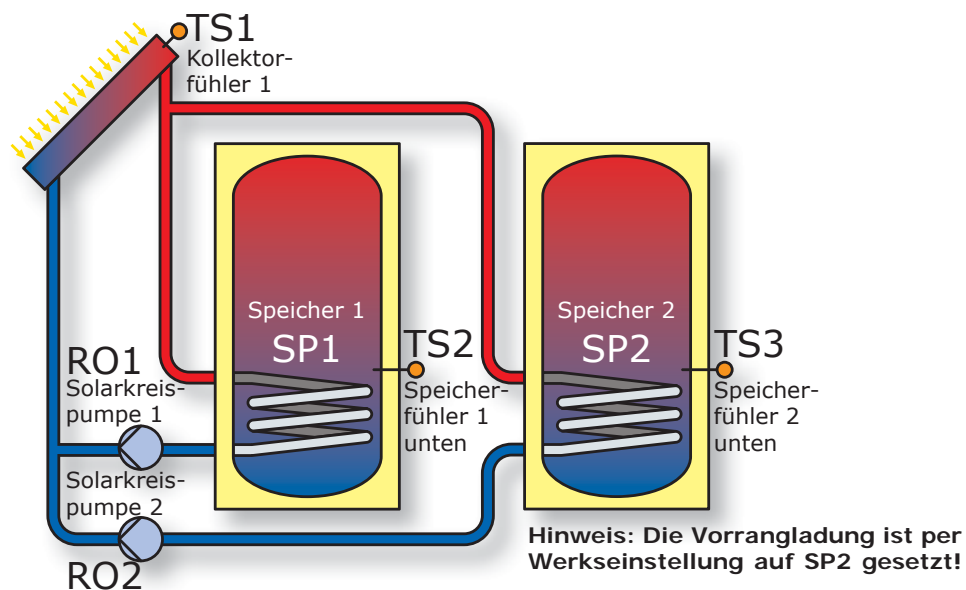 TS1
Kollektor-
fühler 1
Speicher 1
SP1
TS2
Speicher-
fühler 1
unten
Speicher 2
SP2
TS3
Speicher-
fühler 2
unten
RO1
Solarkreis-
pumpe 1
Solarkreis-
pumpe 2
RO2
Hinweis: Die Vorrangladung ist per
Werkseinstellung auf SP2 gesetzt!